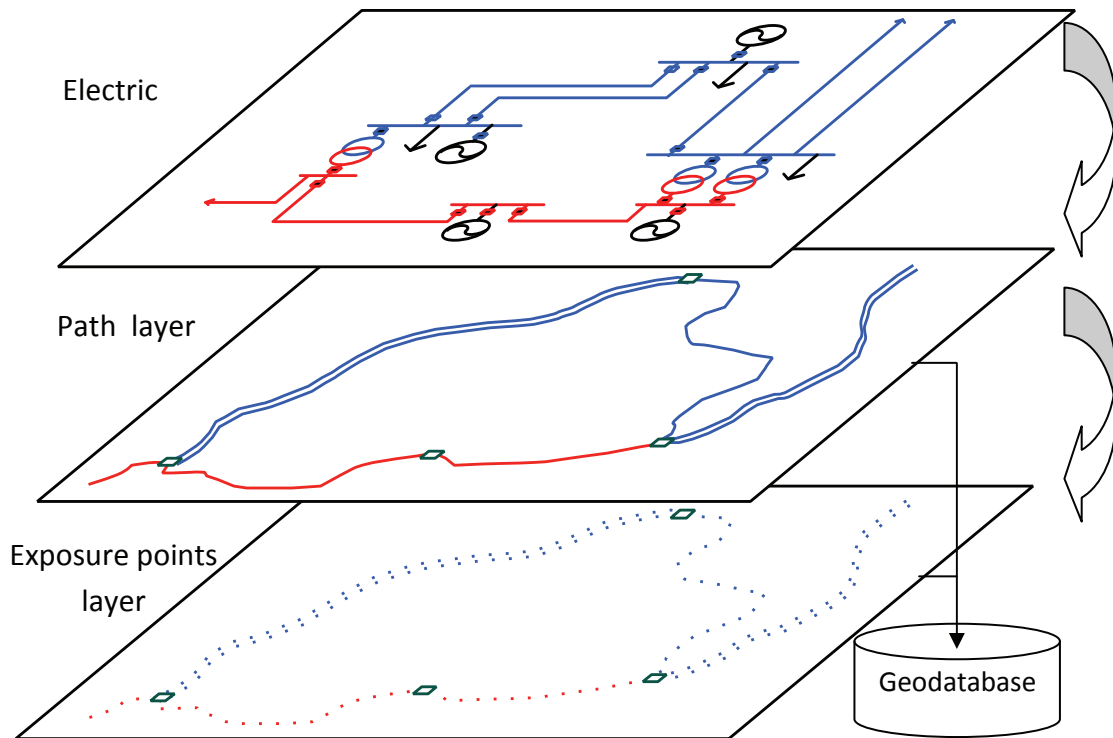 Electric
Path layer
Exposure points
layer
Geodatabase